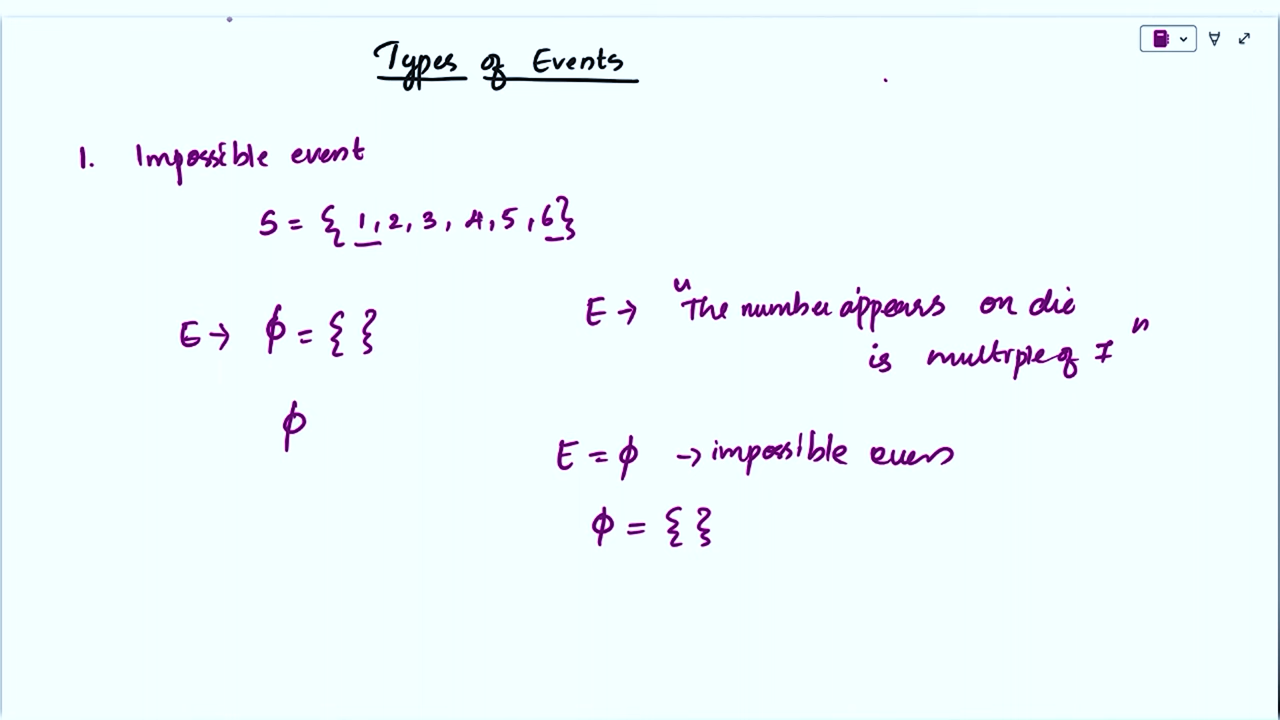 Types of Events
1. Impossible event
S = { 1, 2, 3, 4, 5, 6}
E → ϕ = { }
ϕ
E → "The number appears on die
is multiple of 7"
E = ϕ → impossible
ϕ = { }